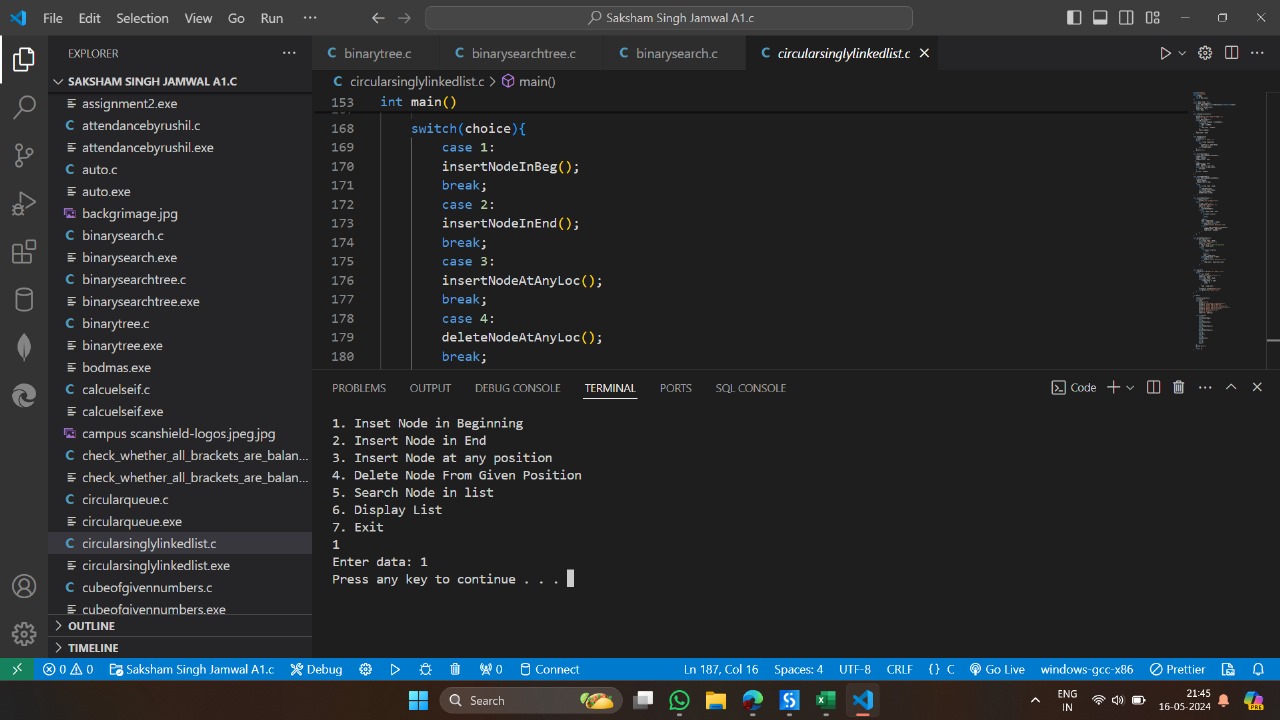 File Edit Selection View Go Run ··· Saksham Singh Jamwal A1.c
EXPLORER ···
SAKSHAM SINGH JAMWAL A1.C
assignment2.exe
attendancebyrushil.c
attendancebyrushil.exe
auto.c
auto.exe
backgrimage.jpg
binarysearch.c
binarysearch.exe
binarysearchtree.c
binarysearchtree.exe
binarytree.c
binarytree.exe
bodmas.exe
calcuelseif.c
calcuelseif.exe
campus scanshield-logos.jpeg.jpg
check_whether_all_brackets_are_balan...
check_whether_all_brackets_are_balan...
circularqueue.c
circularqueue.exe
circularsinglylinkedlist.c
circularsinglylinkedlist.exe
cubeofgivennumbers.c
cubeofgivennumbers.exe
OUTLINE
TIMELINE
binarytree.c binarysearchtree.c binarysearch.c circularsinglylinkedlist.c
circularsinglylinkedlist.c > main()
153 int main()
168 switch(choice){
169 case 1:
170 insertNodeInBeg();
171 break;
172 case 2:
173 insertNodeInEnd();
174 break;
175 case 3:
176 insertNodeAtAnyLoc();
177 break;
178 case 4:
179 deleteNodeAtAnyLoc();
180 break;
PROBLEMS OUTPUT DEBUG CONSOLE TERMINAL PORTS SQL CONSOLE Code
1. Inset Node in Beginning
2. Insert Node in End
3. Insert Node at any position
4. Delete Node From Given Position
5. Search Node in list
6. Display List
7. Exit
1
Enter data: 1
Press any key to continue . . .
0 0 Saksham Singh Jamwal A1.c Debug 0 Connect Ln 187, Col 16 Spaces: 4 UTF-8 CRLF {} C Go Live windows-gcc-x86 Prettier
Search ENG IN 21:45 16-05-2024 PRE